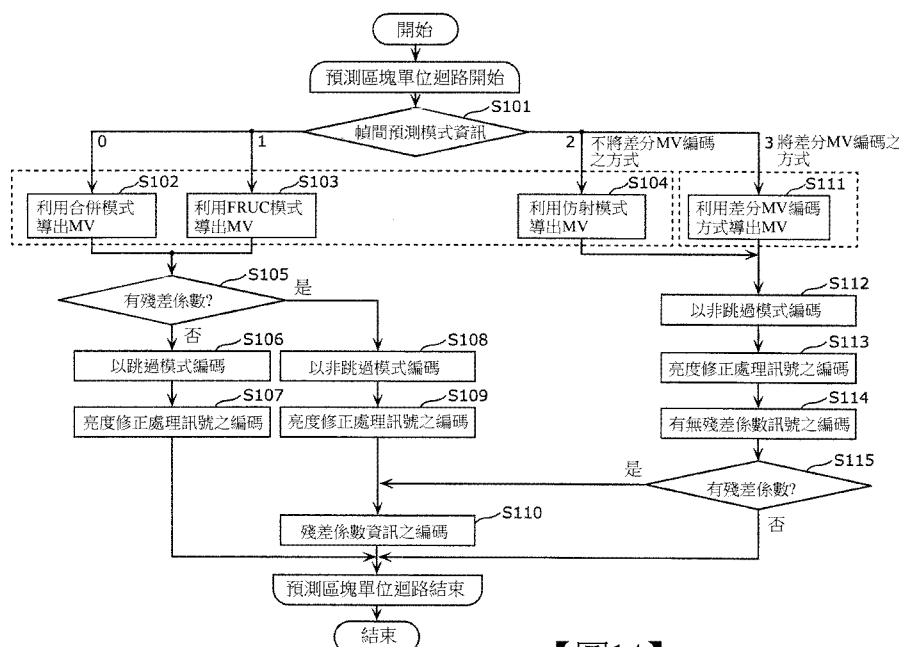 開始
預測區塊單位迴路開始
S101
幀間預測模式資訊
0
1
2 不將差分MV編碼
之方式
3 將差分MV編碼之
方式
S102
利用合併模式
導出MV
S103
利用FRUC模式
導出MV
S104
利用仿射模式
導出MV
S111
利用差分MV編碼
方式導出MV
S105
有殘差係數?
是
否
S112
以非跳過模式編碼
S106
以跳過模式編碼
S108
以非跳過模式編碼
S113
亮度修正處理訊號之編碼
S107
亮度修正處理訊號之編碼
S109
亮度修正處理訊號之編碼
S114
有無殘差係數訊號之編碼
S115
有殘差係數?
是
否
S110
殘差係數資訊之編碼
預測區塊單位迴路結束
結束